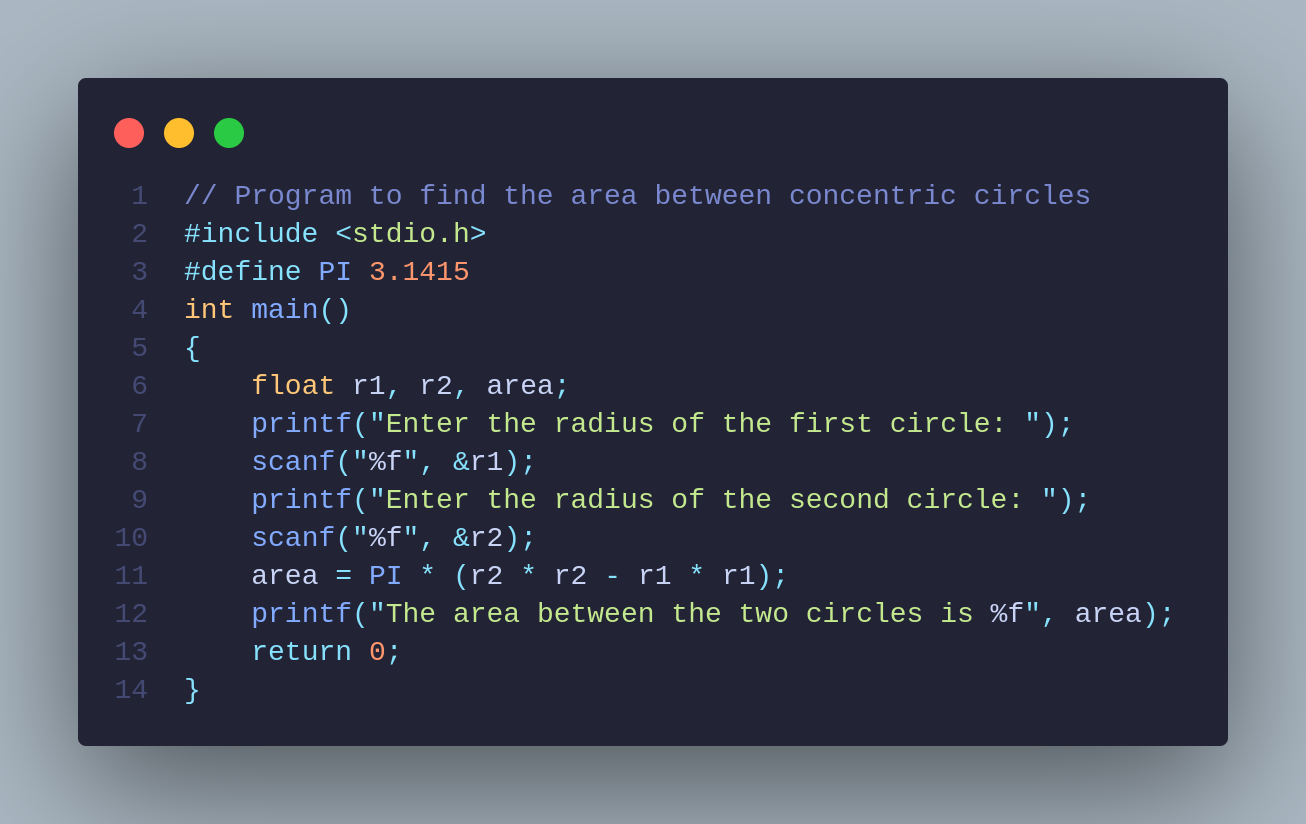 1 // Program to find the area between concentric circles
2 #include <stdio.h>
3 #define PI 3.1415
4 int main()
5 {
6     float r1, r2, area;
7     printf("Enter the radius of the first circle: ");
8     scanf("%f", &r1);
9     printf("Enter the radius of the second circle: ");
10     scanf("%f", &r2);
11     area = PI * (r2 * r2 - r1 * r1);
12     printf("The area between the two circles is %f", area);
13     return 0;
14 }